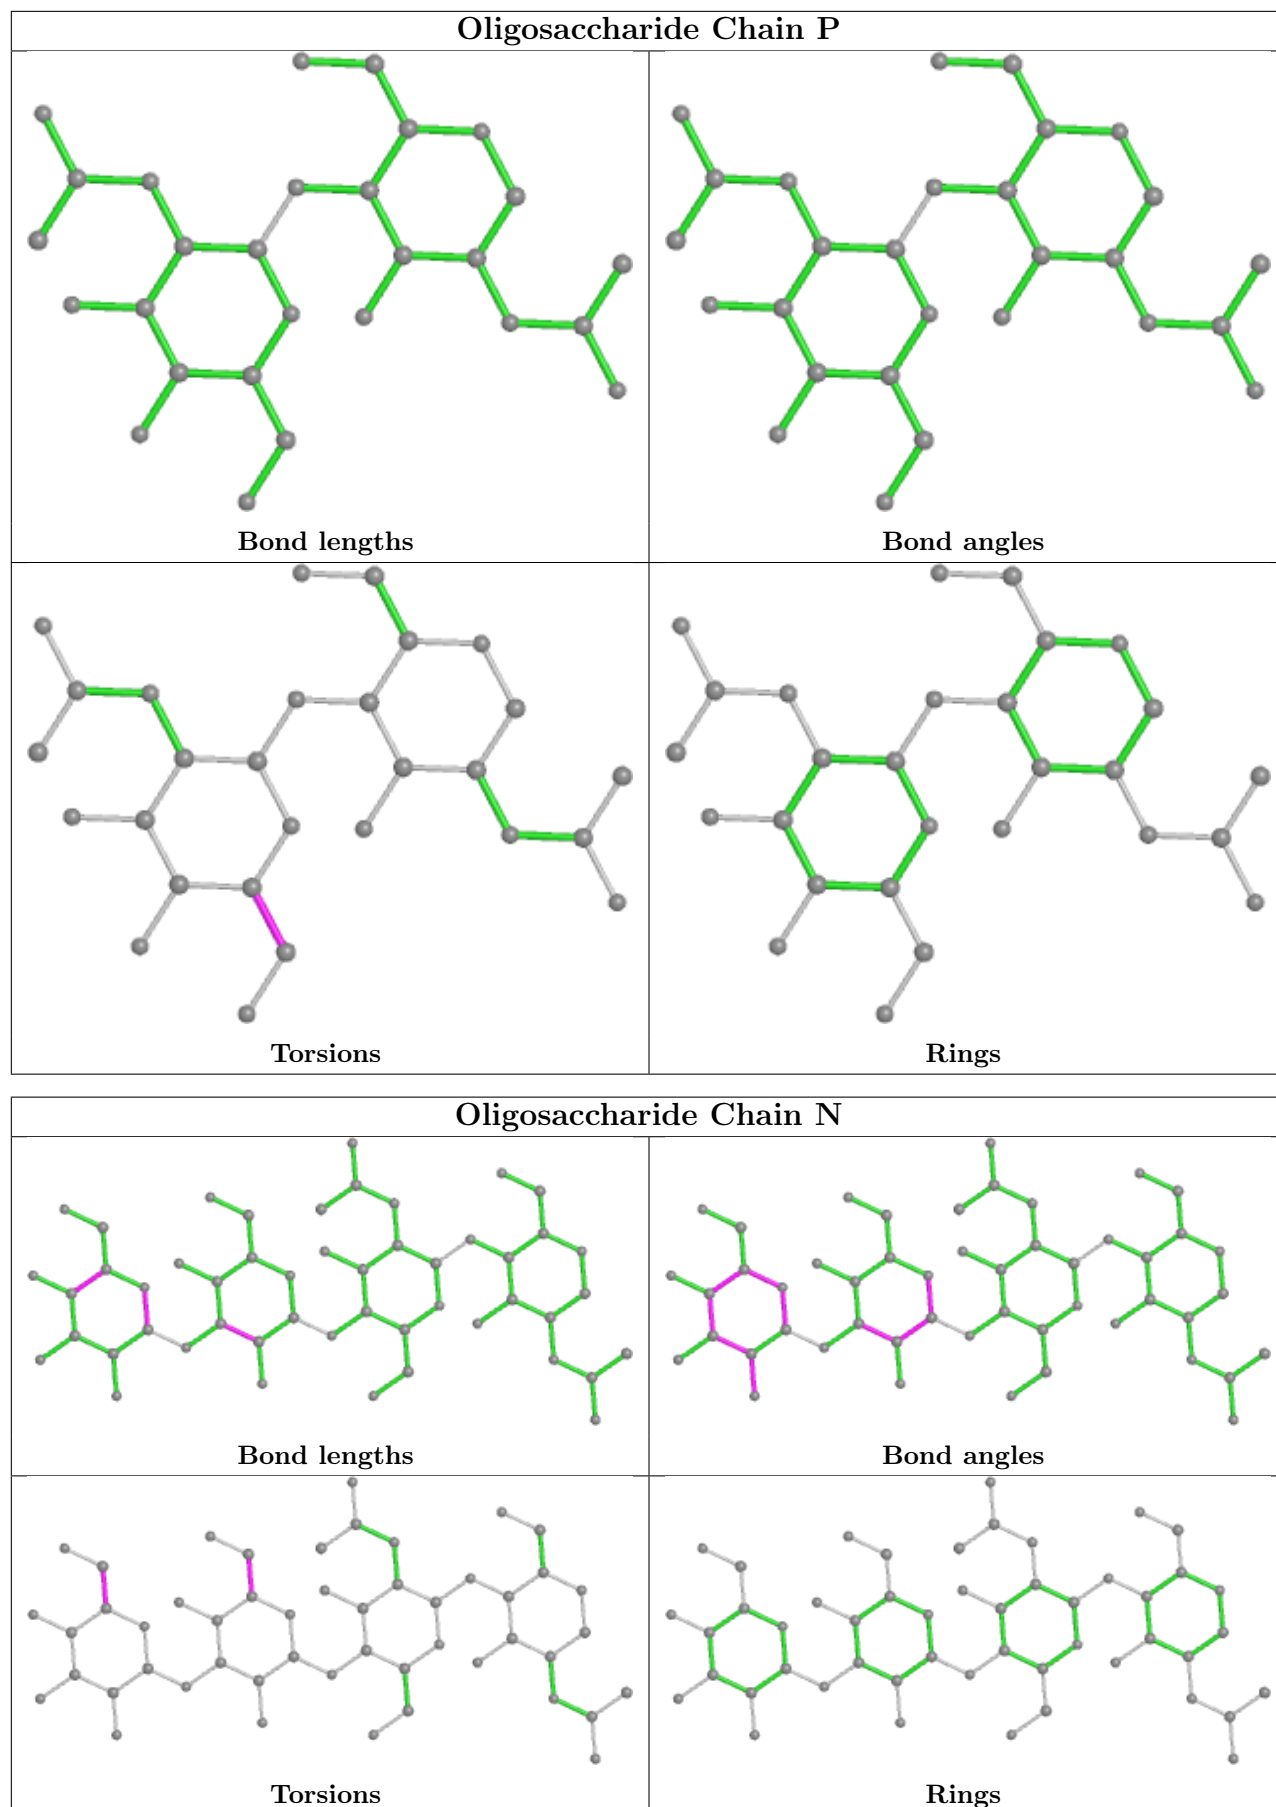 Oligosaccharide Chain P
Bond lengths
Bond angles
Torsions
Rings
Oligosaccharide Chain N
Bond lengths
Bond angles
Torsions
Rings